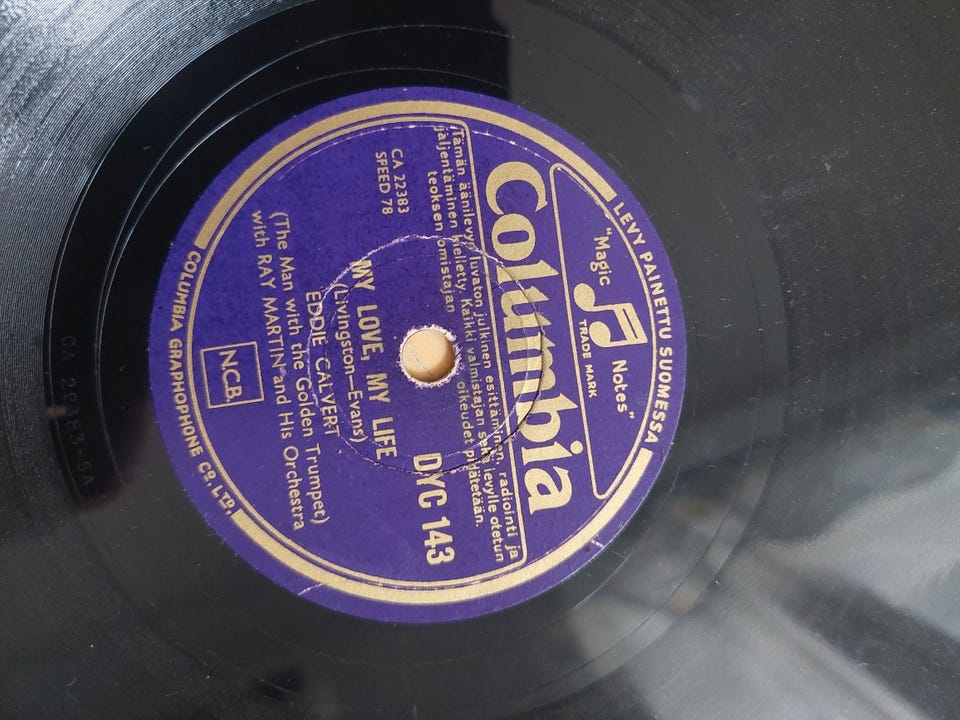 LEVY PAINETTU SUOMESSA
"Magic Notes"
TRADE MARK
Columbia
Tämän äänilevyn luvaton julkinen esittäminen, radiointi ja
jäljentäminen kielletty. Kaikki valmistajan sekä levylle otetun
teoksen omistajan oikeudet pidätetään.
CA 22383
SPEED 78
DYC 143
MY LOVE, MY LIFE
(Livingston—Evans)
EDDIE CALVERT
(The Man with the Golden Trumpet)
with RAY MARTIN and His Orchestra
N.C.B.
COLUMBIA GRAPHOPHONE CO. LTD.
CA 22383-5A